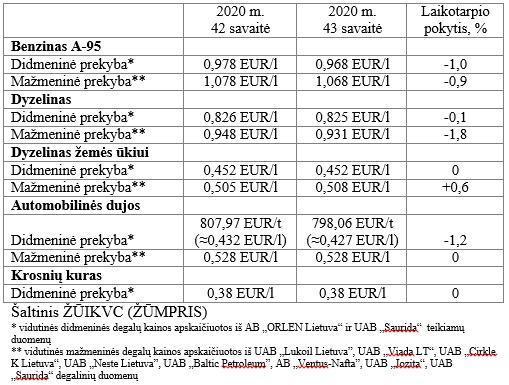 2020 m. 42 savaitė 2020 m. 43 savaitė Laikotarpio pokytis, %
Benzinas A-95
Didmeninė prekyba* 0,978 EUR/l 0,968 EUR/l -1,0
Mažmeninė prekyba** 1,078 EUR/l 1,068 EUR/l -0,9
Dyzelinas
Didmeninė prekyba* 0,826 EUR/l 0,825 EUR/l -0,1
Mažmeninė prekyba** 0,948 EUR/l 0,931 EUR/l -1,8
Dyzelinas žemės ūkiui
Didmeninė prekyba* 0,452 EUR/l 0,452 EUR/l 0
Mažmeninė prekyba** 0,505 EUR/l 0,508 EUR/l +0,6
Automobilinės dujos
807,97 EUR/t 798,06 EUR/t
Didmeninė prekyba* (≈0,432 EUR/l) (≈0,427 EUR/l) -1,2
Mažmeninė prekyba** 0,528 EUR/l 0,528 EUR/l 0
Krosnių kuras
Didmeninė prekyba* 0,38 EUR/l 0,38 EUR/l 0
Šaltinis ŽŪIKVC (ŽŪMPRIS)
* vidutinės didmeninės degalų kainos apskaičiuotos iš AB „ORLEN Lietuva“ ir UAB „Saurida“ teikiamų
duomenų
** vidutinės mažmeninės degalų kainos apskaičiuotos iš UAB „Lukoil Lietuva”, UAB „Viada LT“, UAB „Cirkle
K Lietuva“, UAB „Neste Lietuva”, UAB „Baltic Petroleum”, AB „Ventus-Nafta”, UAB „Jozita“, UAB
„Saurida“ degalinių duomenų